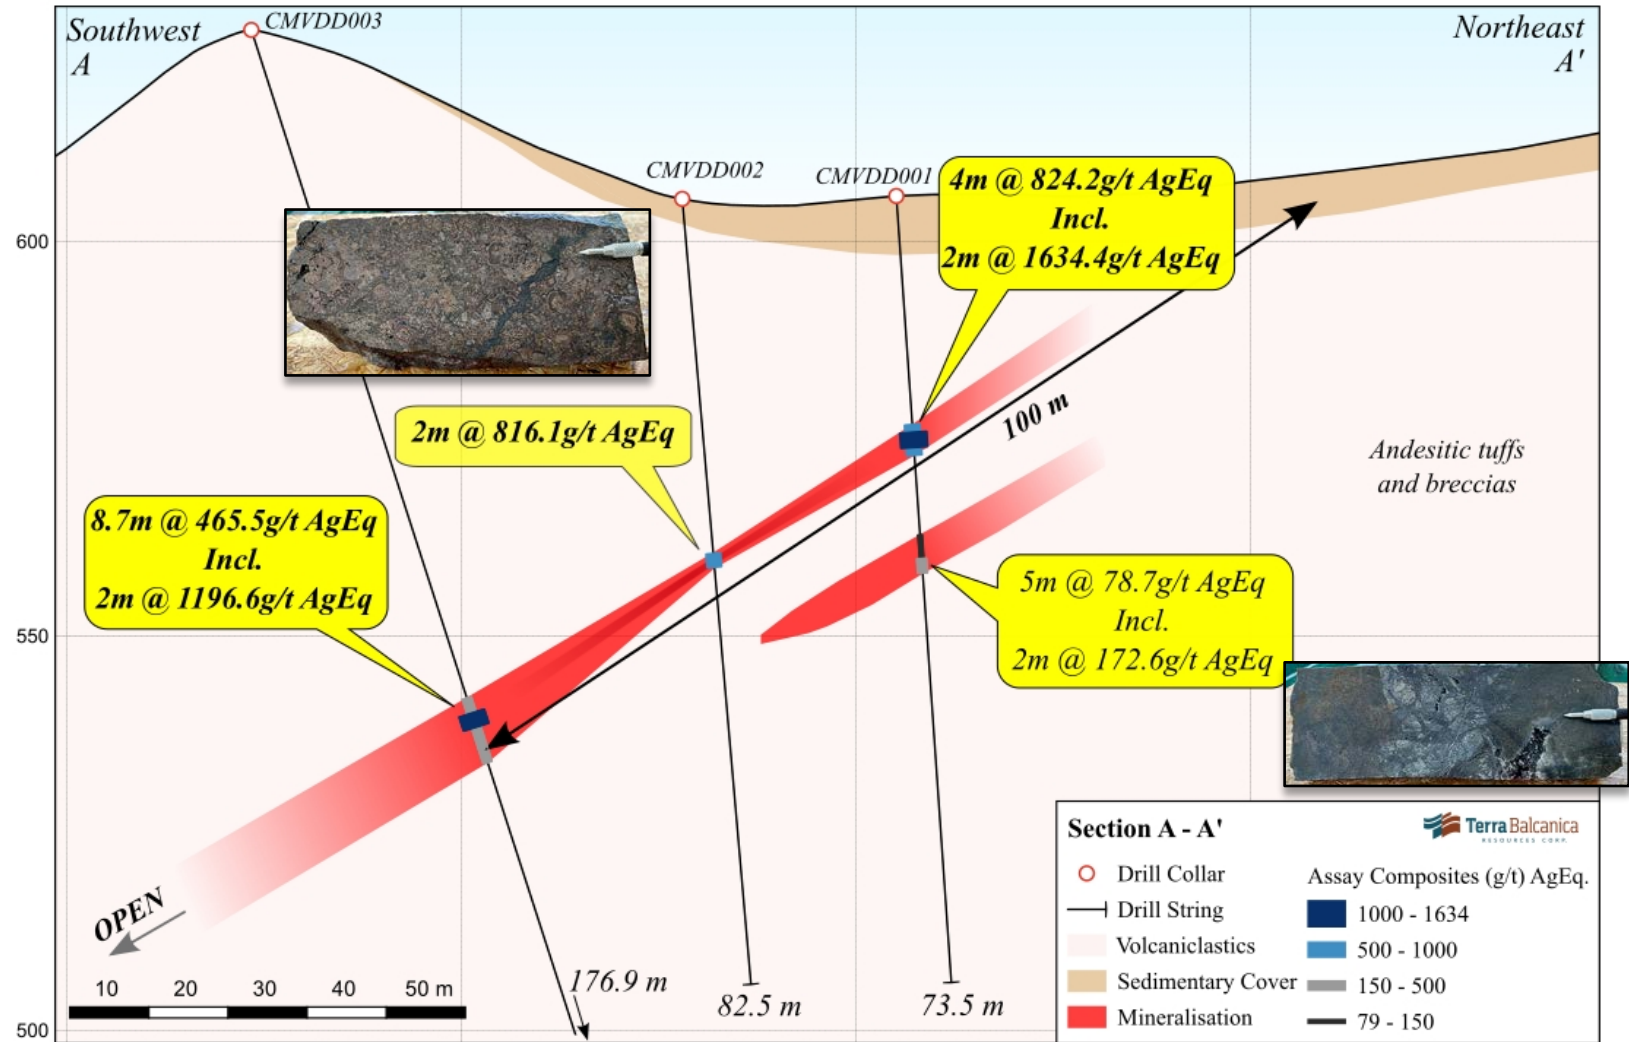 Southwest
A
CMVDD003
Northeast
A'
CMVDD002
CMVDD001
4m @ 824.2g/t AgEq
Incl.
2m @ 1634.4g/t AgEq
600
100 m
2m @ 816.1g/t AgEq
Andesitic tuffs
and breccias
8.7m @ 465.5g/t AgEq
Incl.
2m @ 1196.6g/t AgEq
5m @ 78.7g/t AgEq
Incl.
2m @ 172.6g/t AgEq
550
OPEN
10 20 30 40 50 m
176.9 m
82.5 m
73.5 m
500
Section A - A'
TerraBalcanica
RESOURCES CORP.
Drill Collar
Drill String
Volcaniclastics
Sedimentary Cover
Mineralisation
Assay Composites (g/t) AgEq.
1000 - 1634
500 - 1000
150 - 500
79 - 150